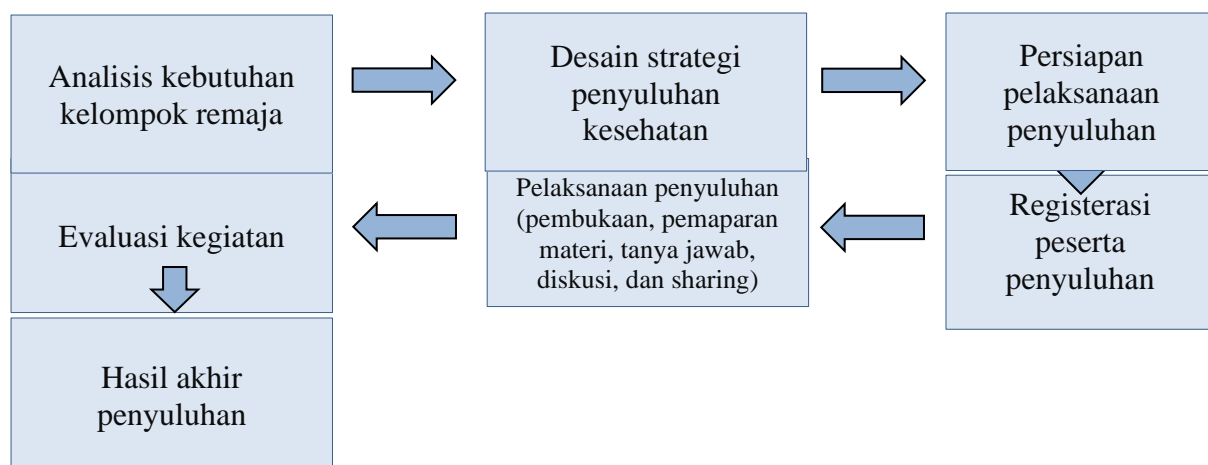 Analisis kebutuhan
kelompok remaja
Desain strategi
penyuluhan
kesehatan
Persiapan
pelaksanaan
penyuluhan
Registerasi
peserta
penyuluhan
Pelaksanaan penyuluhan
(pembukaan, pemaparan
materi, tanya jawab,
diskusi, dan sharing)
Evaluasi kegiatan
Hasil akhir
penyuluhan